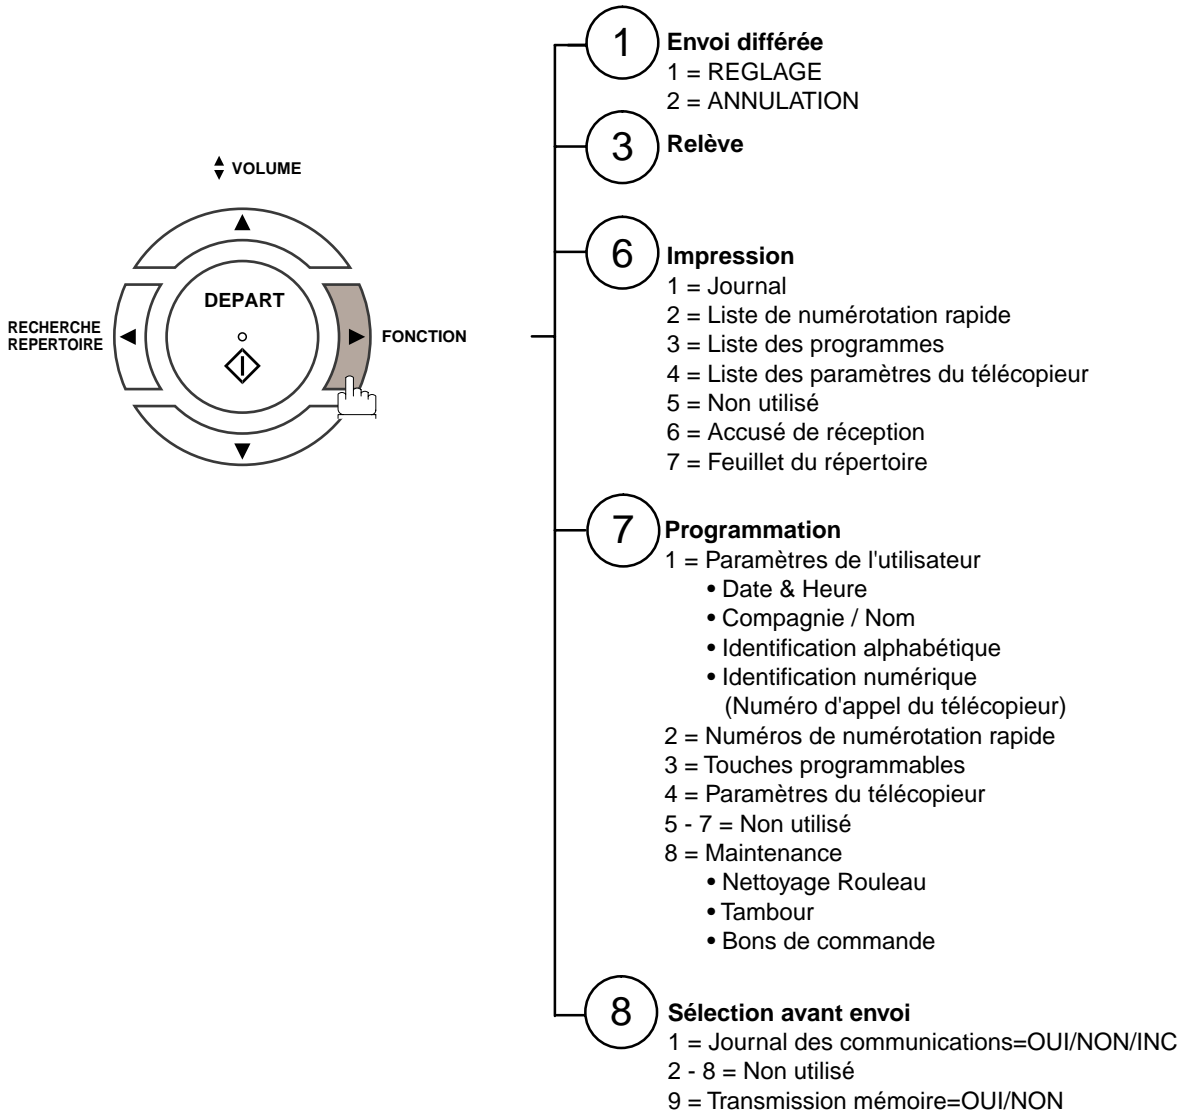 VOLUME
DEPART
RECHERCHE
REPERTOIRE
FONCTION
1
Envoi différée
1 = REGLAGE
2 = ANNULATION
3
Relève
6
Impression
1 = Journal
2 = Liste de numérotation rapide
3 = Liste des programmes
4 = Liste des paramètres du télécopieur
5 = Non utilisé
6 = Accusé de réception
7 = Feuillet du répertoire
7
Programmation
1 = Paramètres de l'utilisateur
• Date & Heure
• Compagnie / Nom
• Identification alphabétique
• Identification numérique
(Numéro d'appel du télécopieur)
2 = Numéros de numérotation rapide
3 = Touches programmables
4 = Paramètres du télécopieur
5 - 7 = Non utilisé
8 = Maintenance
• Nettoyage Rouleau
• Tambour
• Bons de commande
8
Sélection avant envoi
1 = Journal des communications=OUI/NON/INC
2 - 8 = Non utilisé
9 = Transmission mémoire=OUI/NON